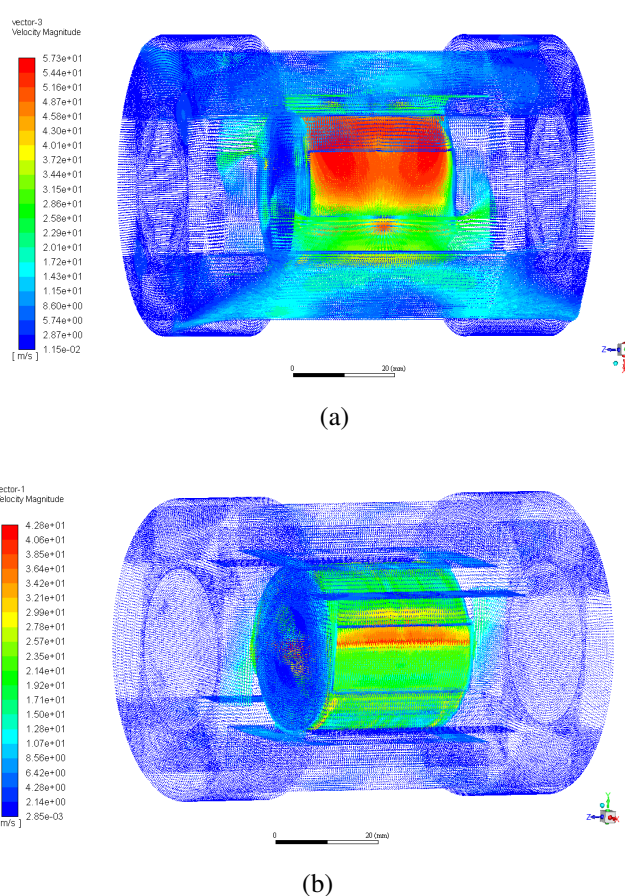 vector-3
Velocity Magnitude
5.73e+01
5.44e+01
5.16e+01
4.87e+01
4.58e+01
4.30e+01
4.01e+01
3.72e+01
3.44e+01
3.15e+01
2.86e+01
2.58e+01
2.29e+01
2.01e+01
1.72e+01
1.43e+01
1.15e+01
8.60e+00
5.74e+00
2.87e+00
1.15e-02
[ m/s ]
0 20 (mm)
Z
(a)
ector-1
elocity Magnitude
4.28e+01
4.06e+01
3.85e+01
3.64e+01
3.42e+01
3.21e+01
2.99e+01
2.78e+01
2.57e+01
2.35e+01
2.14e+01
1.92e+01
1.71e+01
1.50e+01
1.28e+01
1.07e+01
8.56e+00
6.42e+00
4.28e+00
2.14e+00
2.85e-03
m/s ]
0 20 (mm)
Y
Z X
(b)